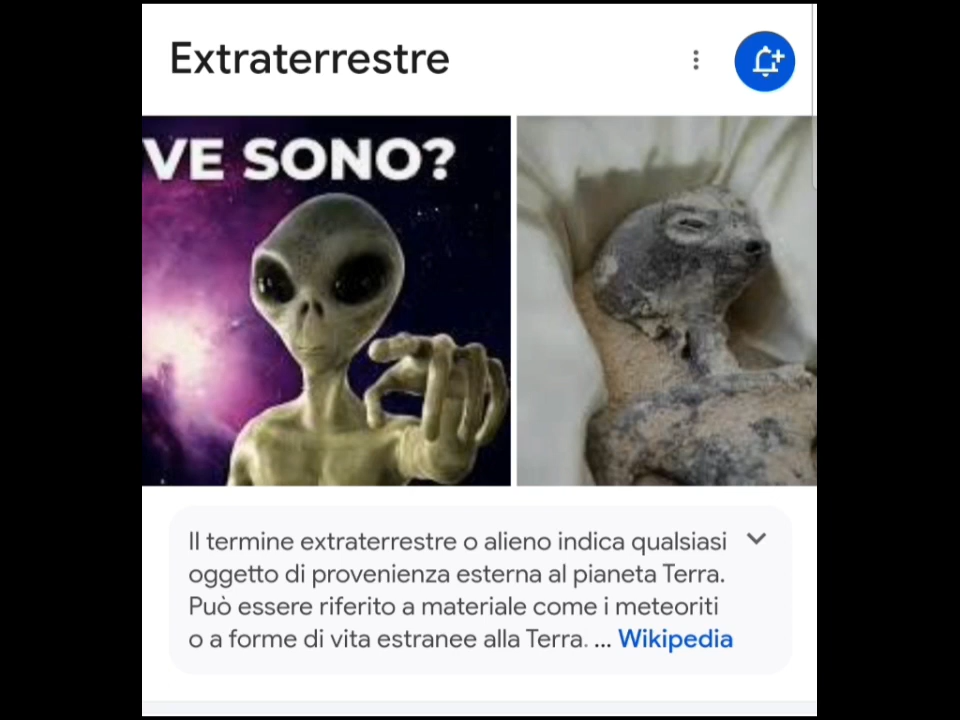 Extraterrestre
VE SONO?
Il termine extraterrestre o alieno indica qualsiasi
oggetto di provenienza esterna al pianeta Terra.
Può essere riferito a materiale come i meteoriti
o a forme di vita estranee alla Terra. ... Wikipedia